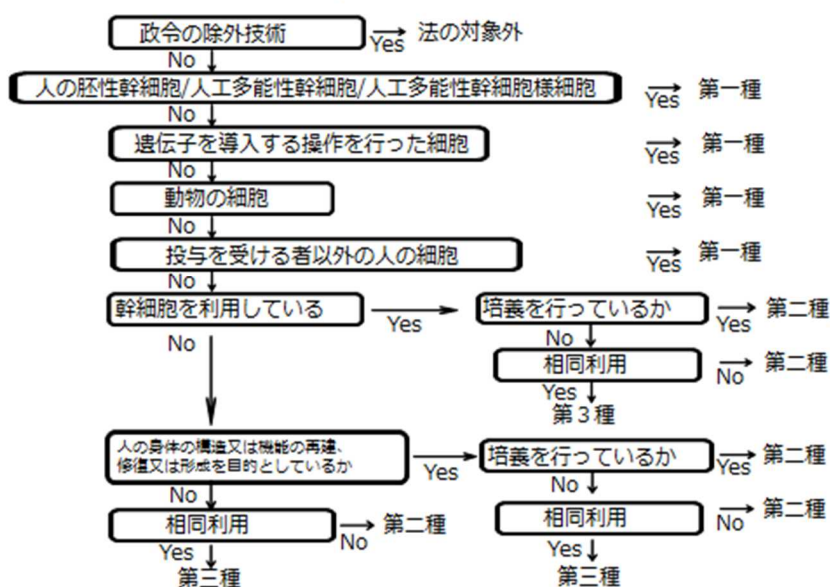 政令の除外技術
Yes
法の対象外
No
人の胚性幹細胞/人工多能性幹細胞/人工多能性幹細胞様細胞
Yes
第一種
No
遺伝子を導入する操作を行った細胞
Yes
第一種
No
動物の細胞
Yes
第一種
No
投与を受ける者以外の人の細胞
Yes
第一種
No
幹細胞を利用している
Yes
培義を行っているか
Yes
第二種
No
No
相同利用
No
第二種
Yes
第3種
人の身体の構造又は機能の再建、
修復又は形成を目的としているか
Yes
培義を行っているか
Yes
第二種
No
No
相同利用
No
第二種
相同利用
No
第二種
Yes
第三種
Yes
第三種